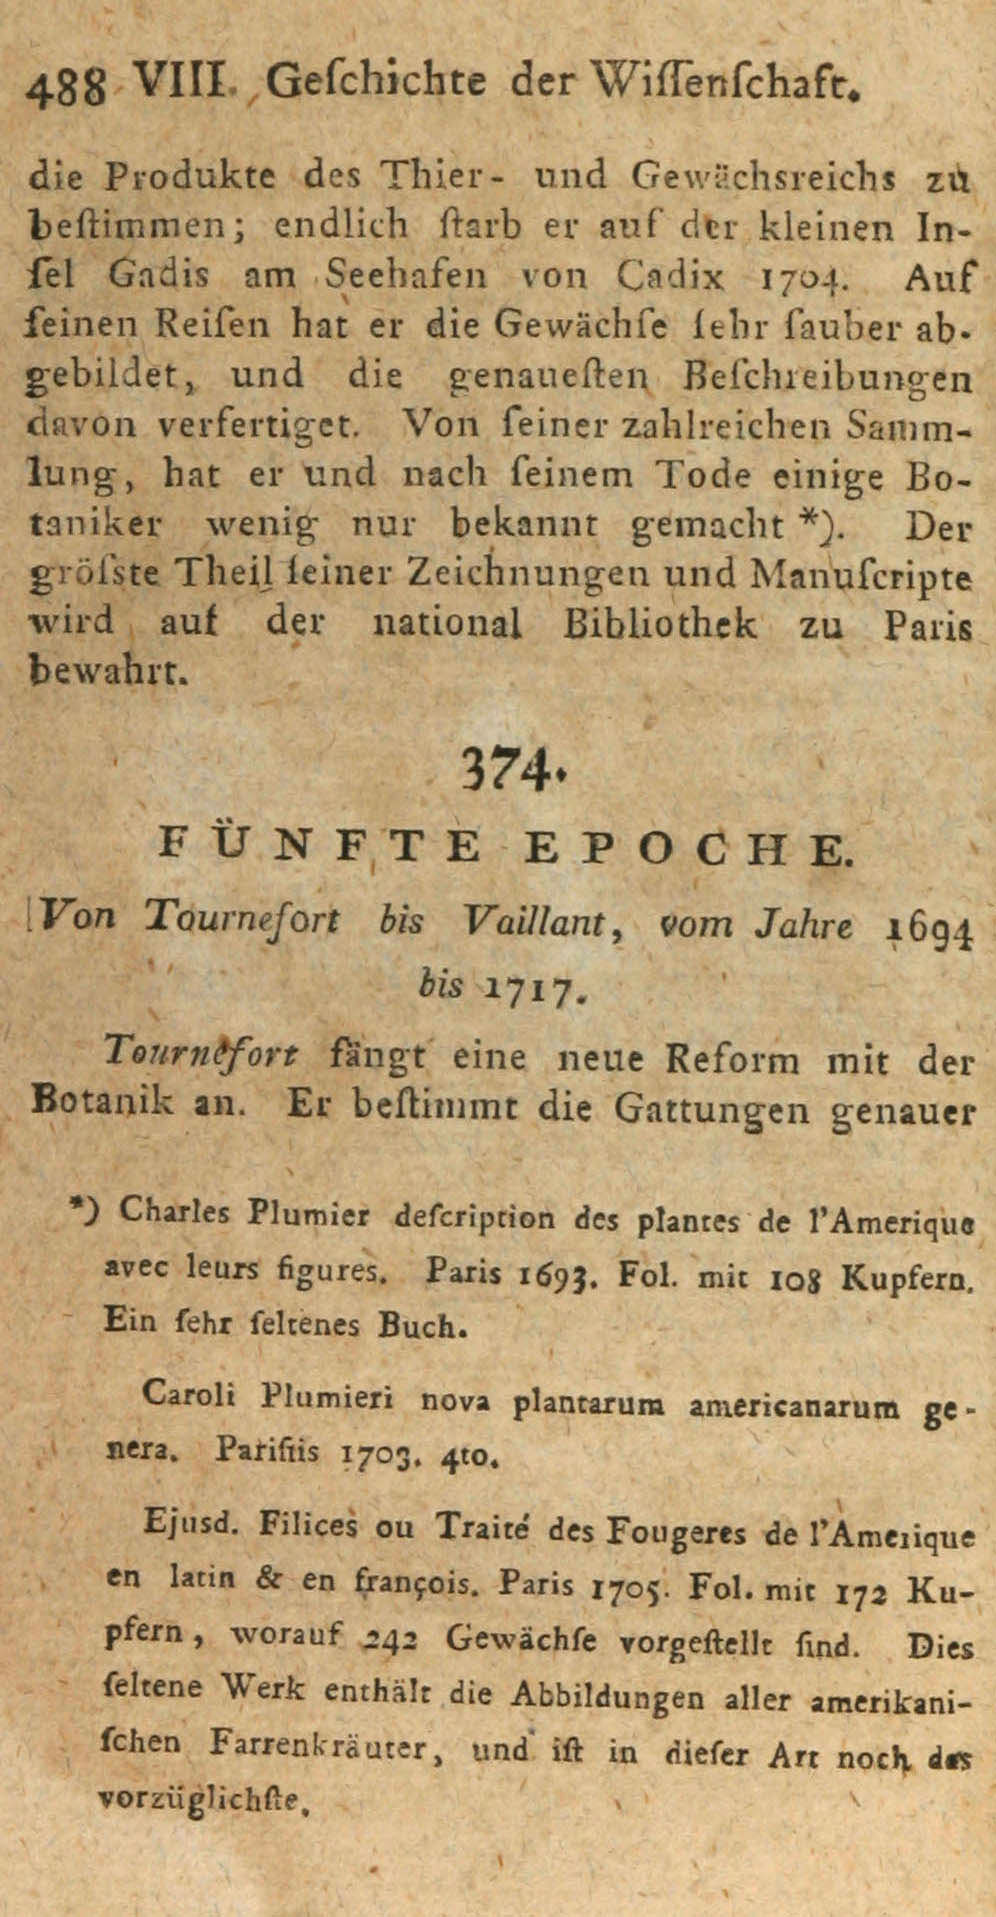 488 VIII. Geſchichte der Wiſſenſchaft.
die Produkte des Thier- und Gewächsreichs zu
beſtimmen; endlich ſtarb er auf der kleinen In-
ſel Gadis am Seehafen von Cadix 1704. Auf
ſeinen Reiſen hat er die Gewächſe ſehr ſauber ab-
gebildet, und die genaueſten Beſchreibungen
davon verfertiget. Von ſeiner zahlreichen Samm-
lung, hat er und nach ſeinem Tode einige Bo-
taniker wenig nur bekannt gemacht *). Der
gröſste Theil ſeiner Zeichnungen und Manuſcripte
wird auf der national Bibliothek zu Paris
bewahrt.
374.
FÜNFTE EPOCHE.
Von Tournefort bis Vaillant, vom Jahre 1694
bis 1717.
Tournefort fängt eine neue Reform mit der
Botanik an. Er beſtimmt die Gattungen genauer
*) Charles Plumier deſcription des plantes de l'Amerique
avec leurs figures. Paris 1693. Fol. mit 108 Kupfern.
Ein ſehr ſeltenes Buch.
Caroli Plumieri nova plantarum americanarum ge-
nera. Pariſiis 1703. 4to.
Ejusd. Filices ou Traité des Fougeres de l'Amerique
en latin & en françois. Paris 1705. Fol. mit 172 Ku-
pfern, worauf 242 Gewächſe vorgeſtellt ſind. Dies
ſeltene Werk enthält die Abbildungen aller amerikani-
ſchen Farrenkräuter, und iſt in dieſer Art noch das
vorzüglichſte.